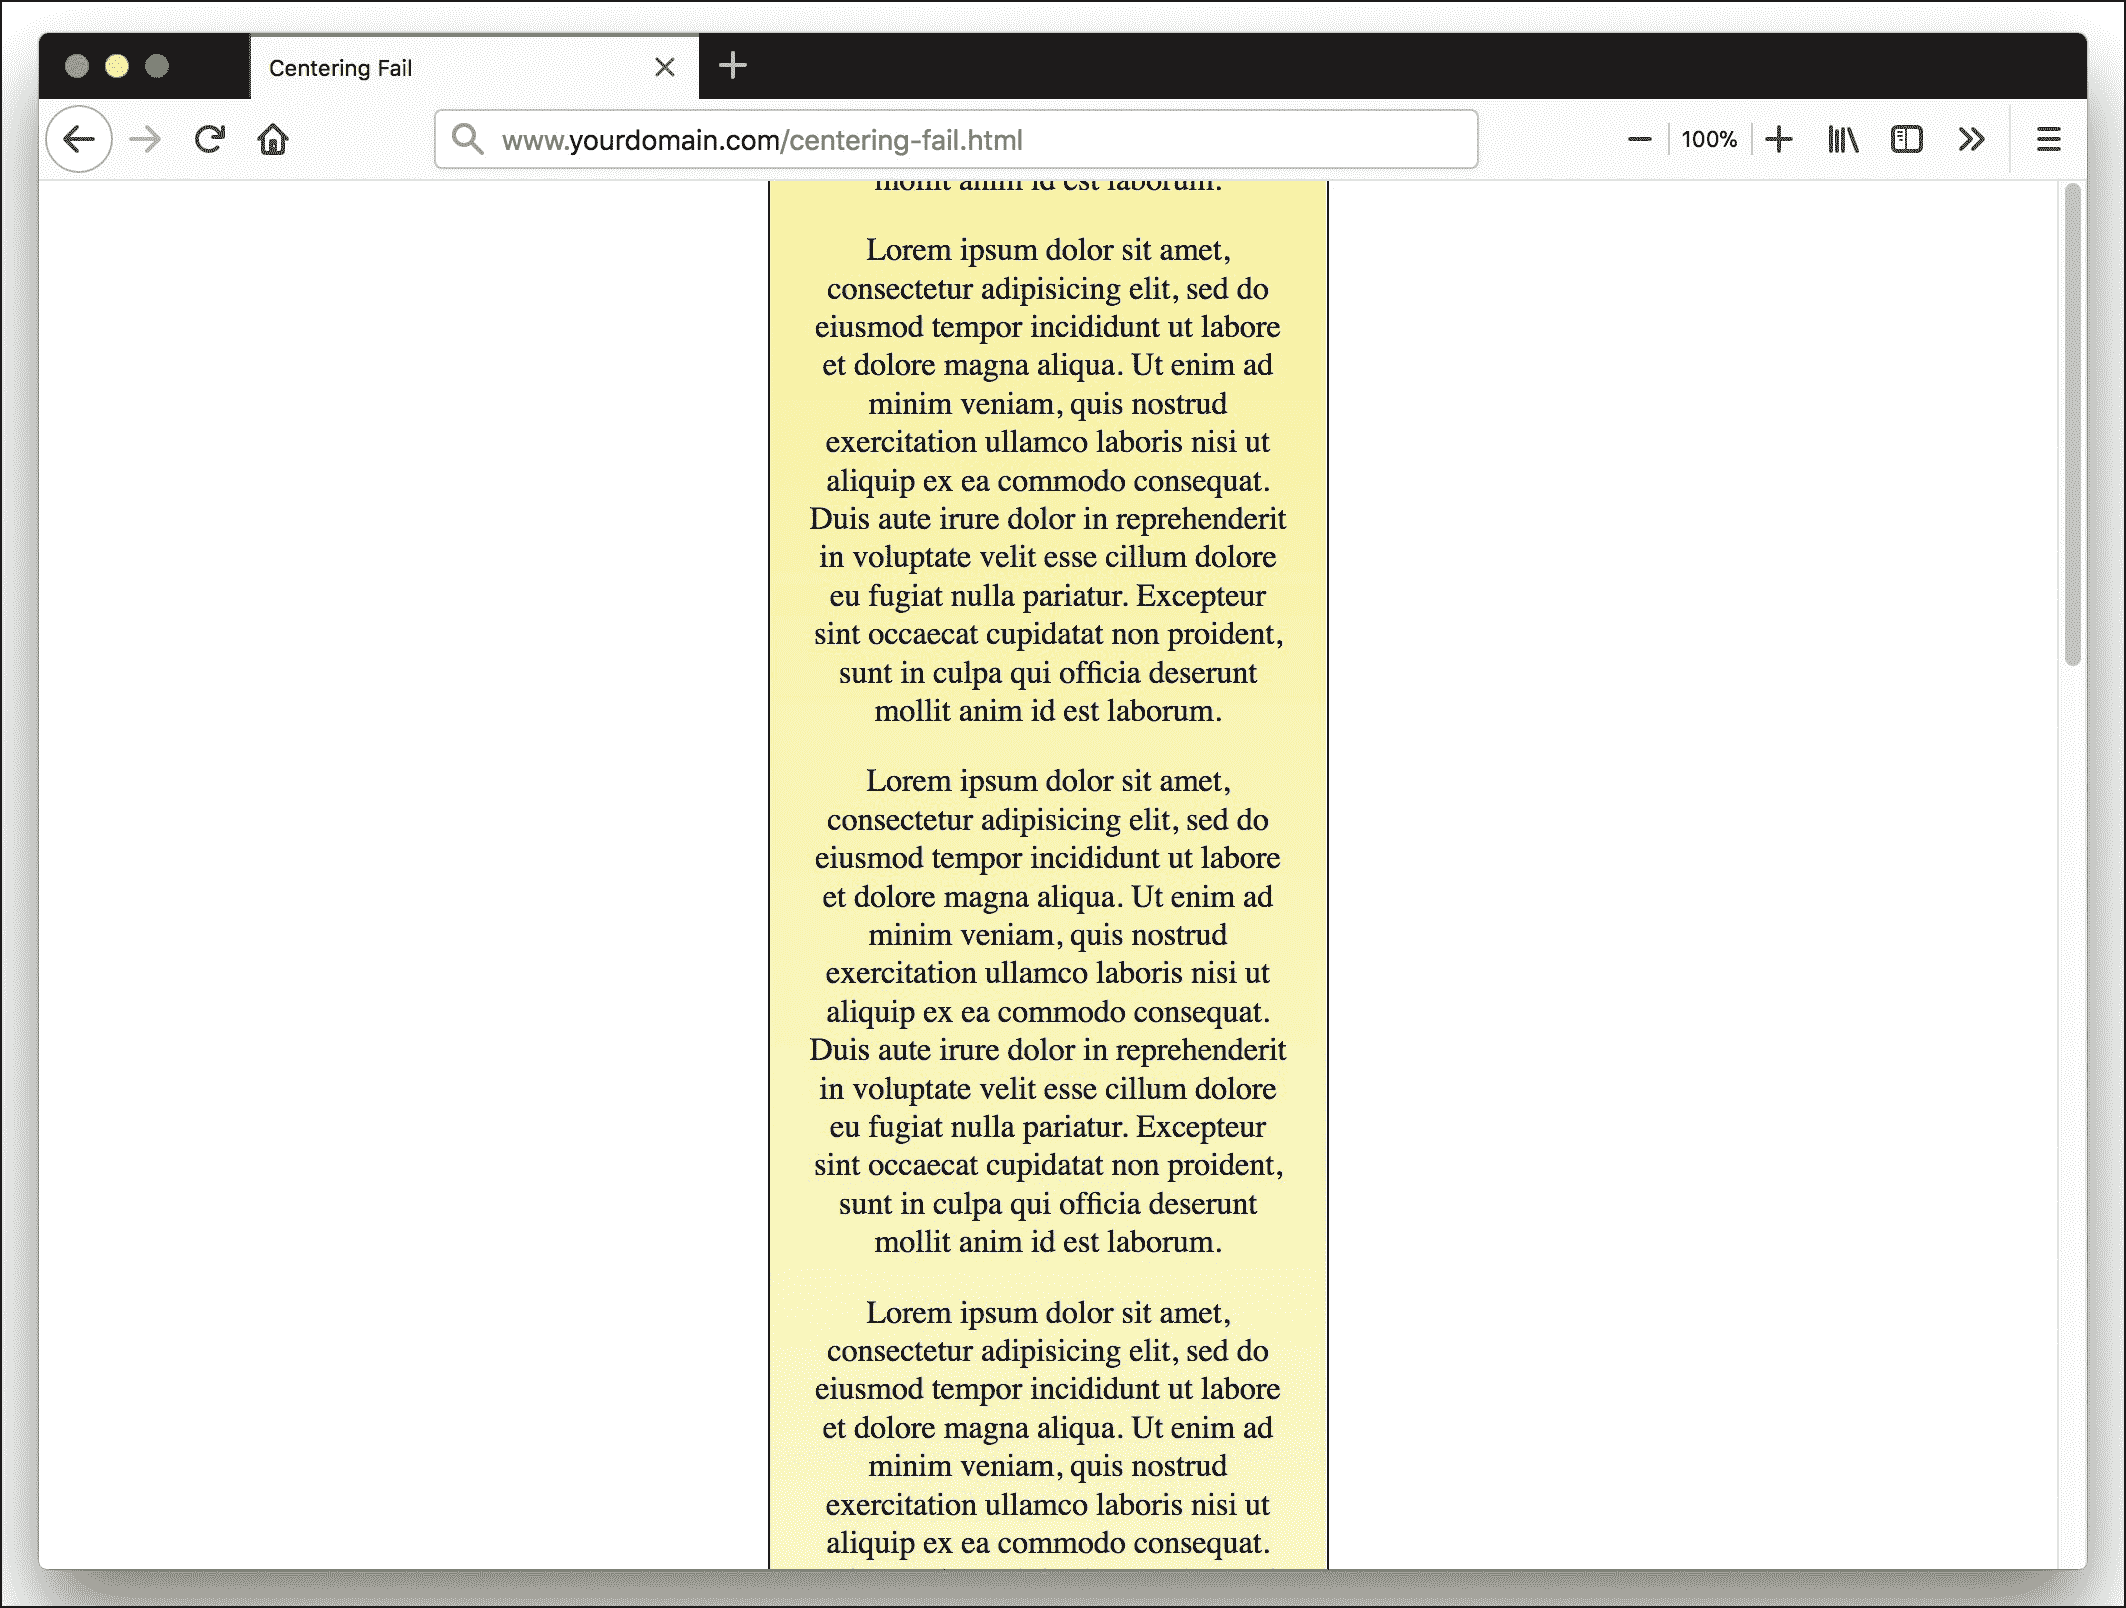 Centering Fail
www.yourdomain.com/centering-fail.html
100%
mollit anim id est laborum.
Lorem ipsum dolor sit amet,
consectetur adipisicing elit, sed do
eiusmod tempor incididunt ut labore
et dolore magna aliqua. Ut enim ad
minim veniam, quis nostrud
exercitation ullamco laboris nisi ut
aliquip ex ea commodo consequat.
Duis aute irure dolor in reprehenderit
in voluptate velit esse cillum dolore
eu fugiat nulla pariatur. Excepteur
sint occaecat cupidatat non proident,
sunt in culpa qui officia deserunt
mollit anim id est laborum.
Lorem ipsum dolor sit amet,
consectetur adipisicing elit, sed do
eiusmod tempor incididunt ut labore
et dolore magna aliqua. Ut enim ad
minim veniam, quis nostrud
exercitation ullamco laboris nisi ut
aliquip ex ea commodo consequat.
Duis aute irure dolor in reprehenderit
in voluptate velit esse cillum dolore
eu fugiat nulla pariatur. Excepteur
sint occaecat cupidatat non proident,
sunt in culpa qui officia deserunt
mollit anim id est laborum.
Lorem ipsum dolor sit amet,
consectetur adipisicing elit, sed do
eiusmod tempor incididunt ut labore
et dolore magna aliqua. Ut enim ad
minim veniam, quis nostrud
exercitation ullamco laboris nisi ut
aliquip ex ea commodo consequat.